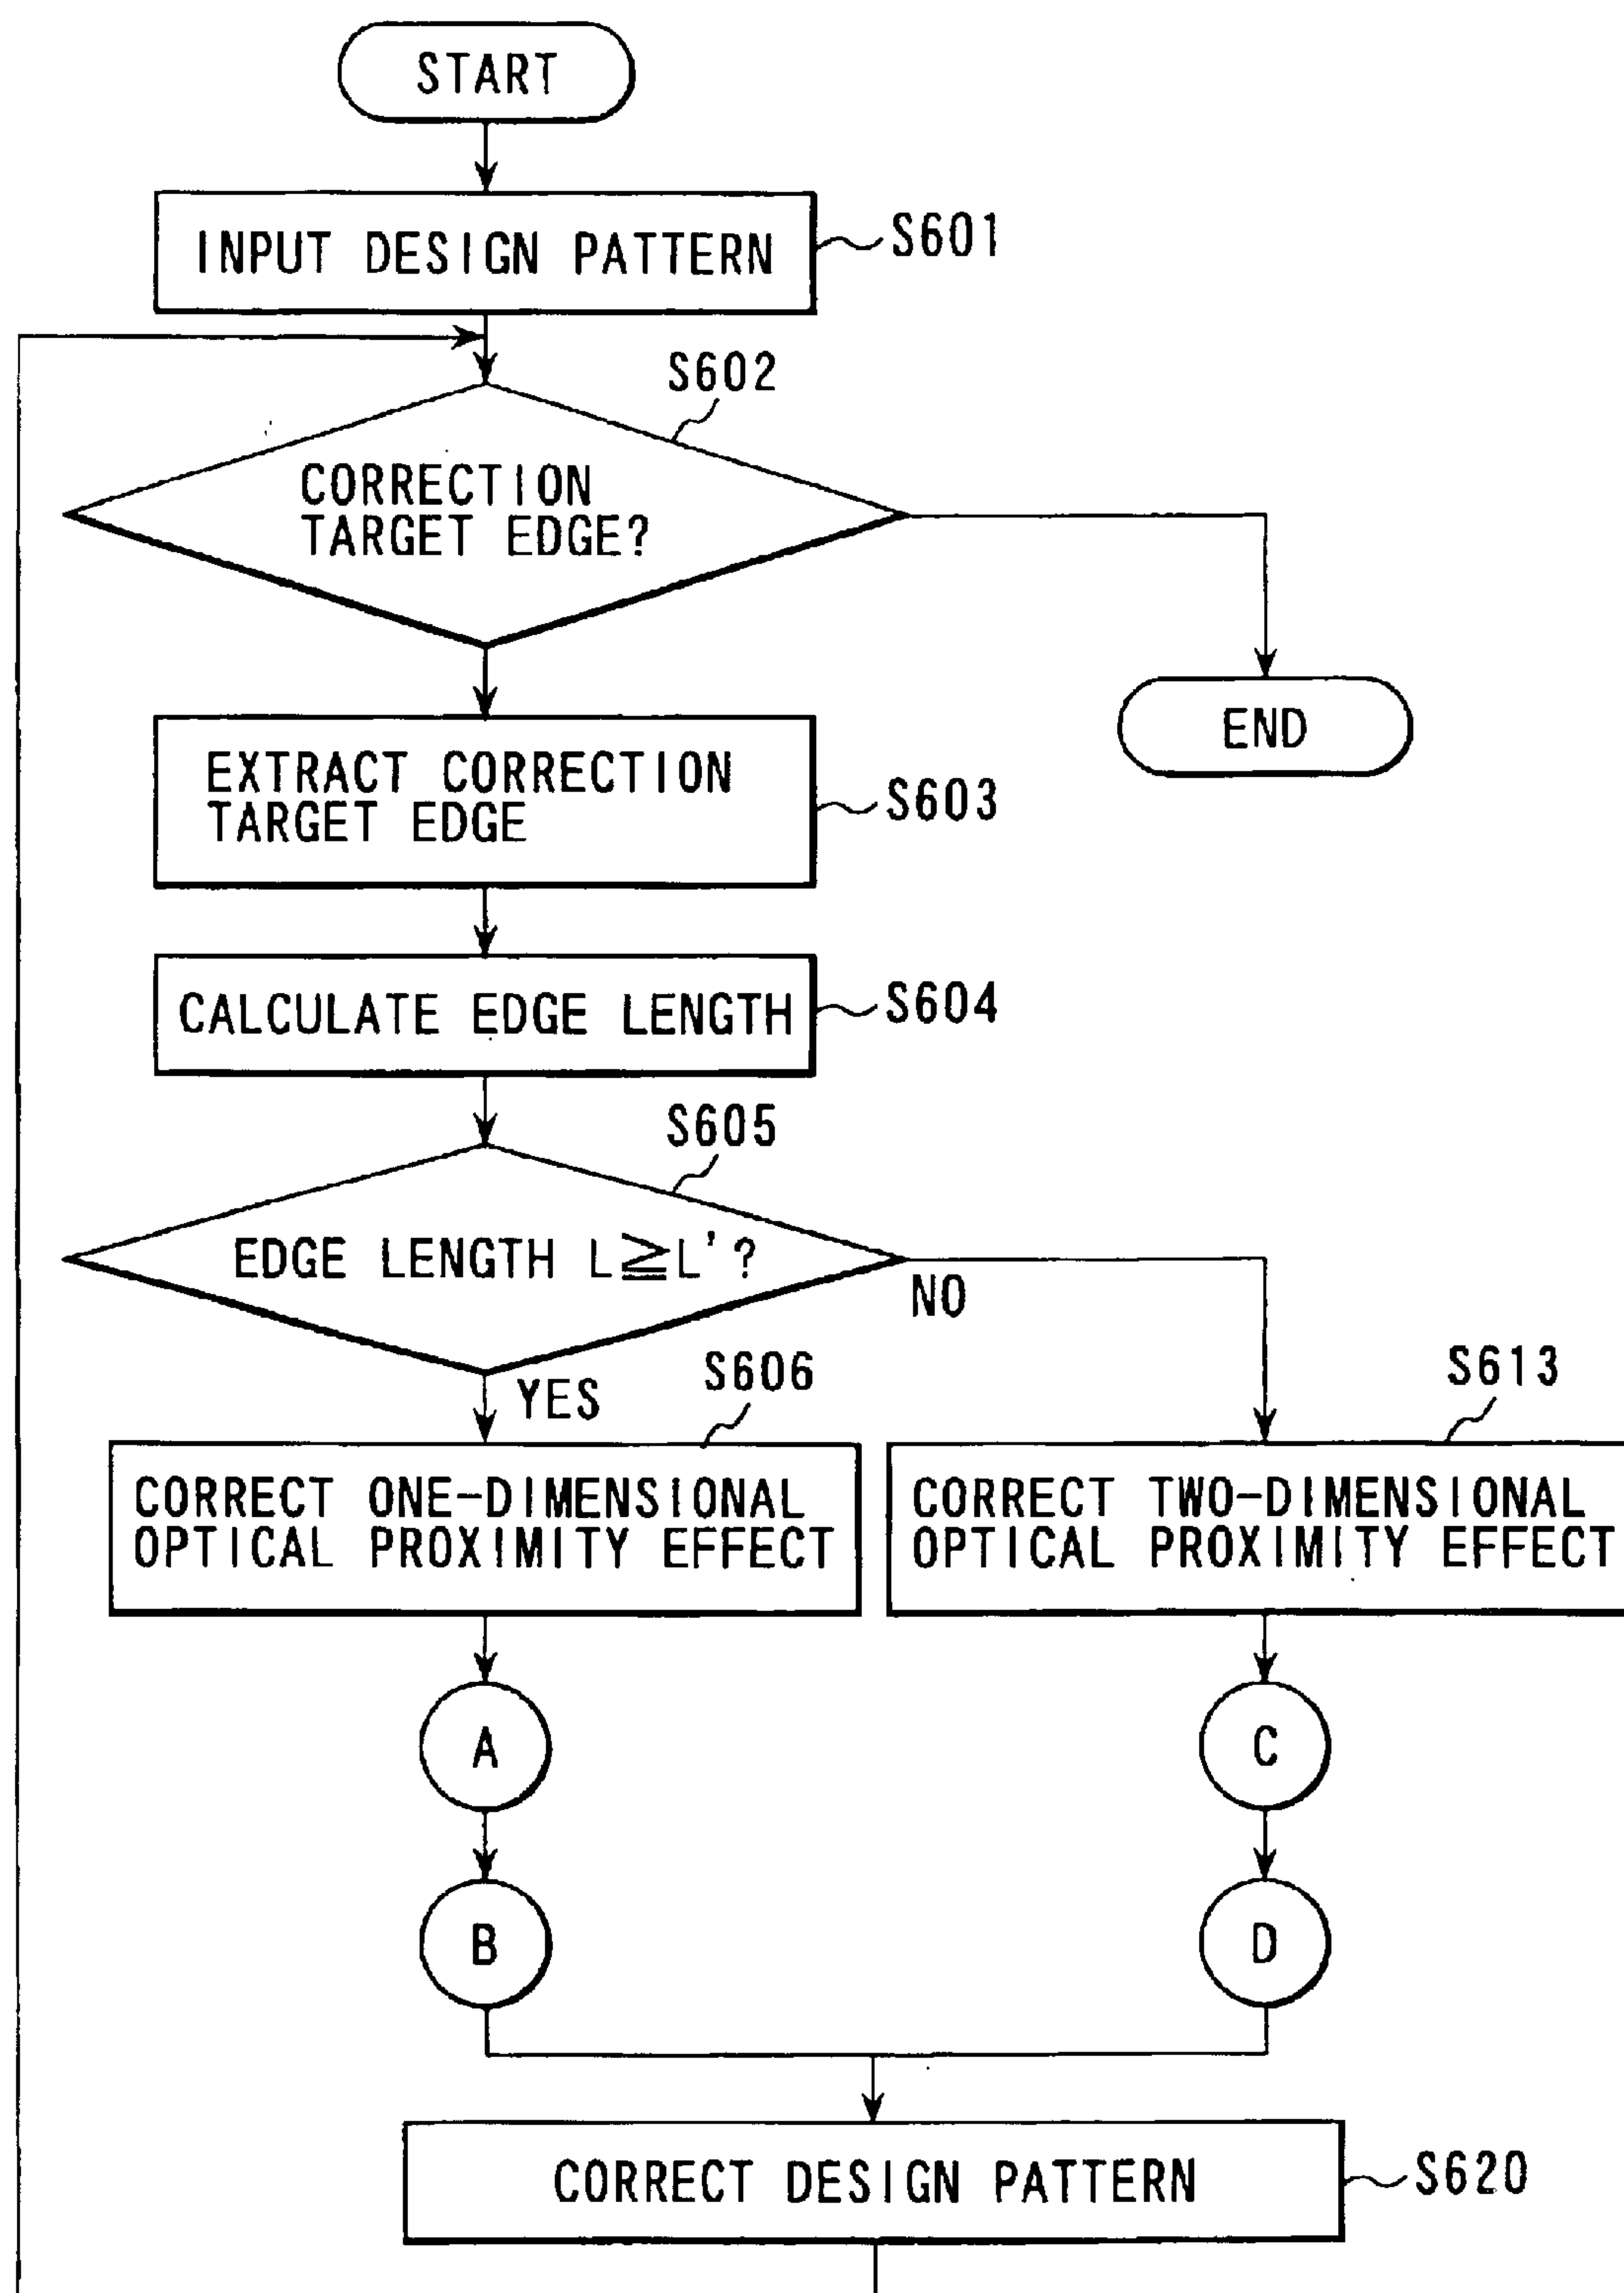 START
INPUT DESIGN PATTERN
S601
S602
CORRECTION
TARGET EDGE?
END
EXTRACT CORRECTION
TARGET EDGE
S603
CALCULATE EDGE LENGTH
S604
S605
EDGE LENGTH L≧L'?
NO
YES
S606
S613
CORRECT ONE-DIMENSIONAL
OPTICAL PROXIMITY EFFECT
CORRECT TWO-DIMENSIONAL
OPTICAL PROXIMITY EFFECT
A
C
B
D
CORRECT DESIGN PATTERN
S620